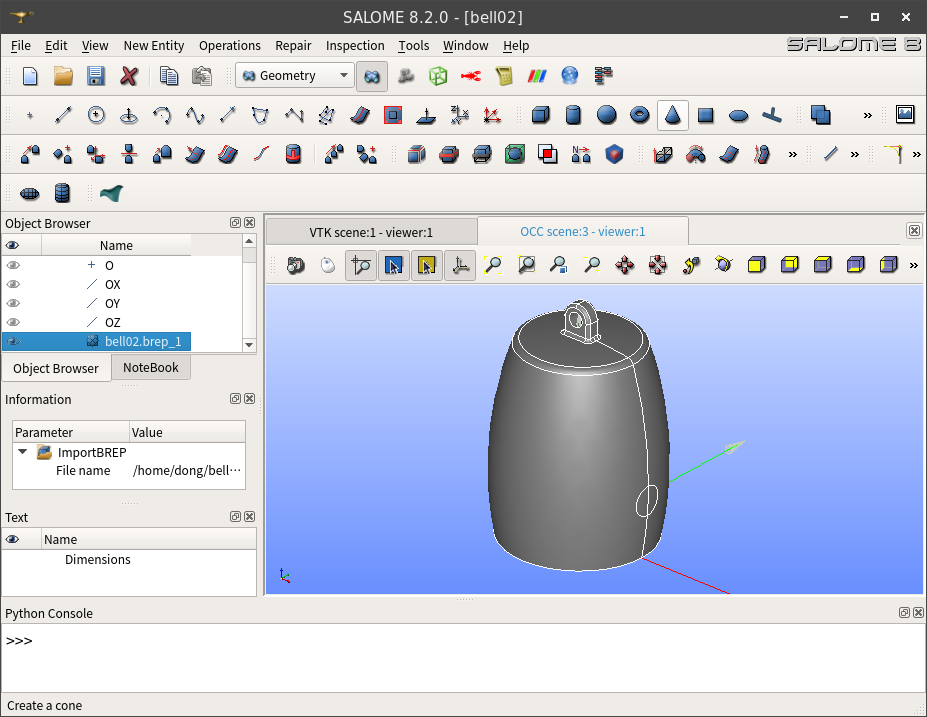 SALOME 8.2.0 - [bell02]
File Edit View New Entity Operations Repair Inspection Tools Window Help
SALOME 8
Geometry
»
N→
» » »
Object Browser
Name
O
OX
OY
OZ
bell02.brep_1
Object Browser NoteBook
Information
Parameter Value
ImportBREP
File name /home/dong/bell···
Text
Name
Dimensions
VTK scene:1 - viewer:1 OCC scene:3 - viewer:1
»
Python Console
>>>
Create a cone